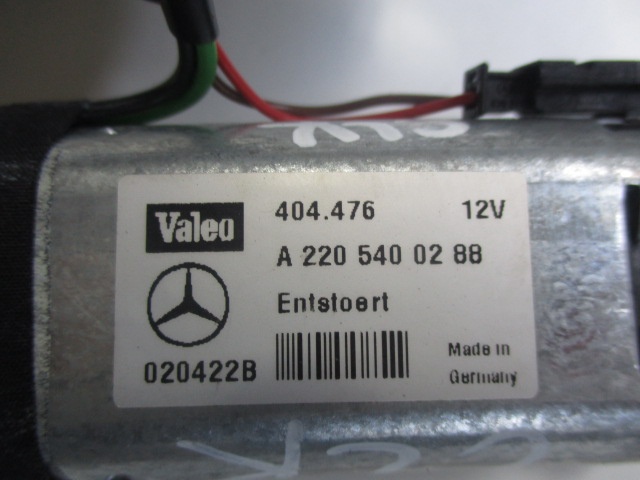 Valeo 404.476 12V
A 220 540 02 88
Entstoert
020422B Made in
Germany